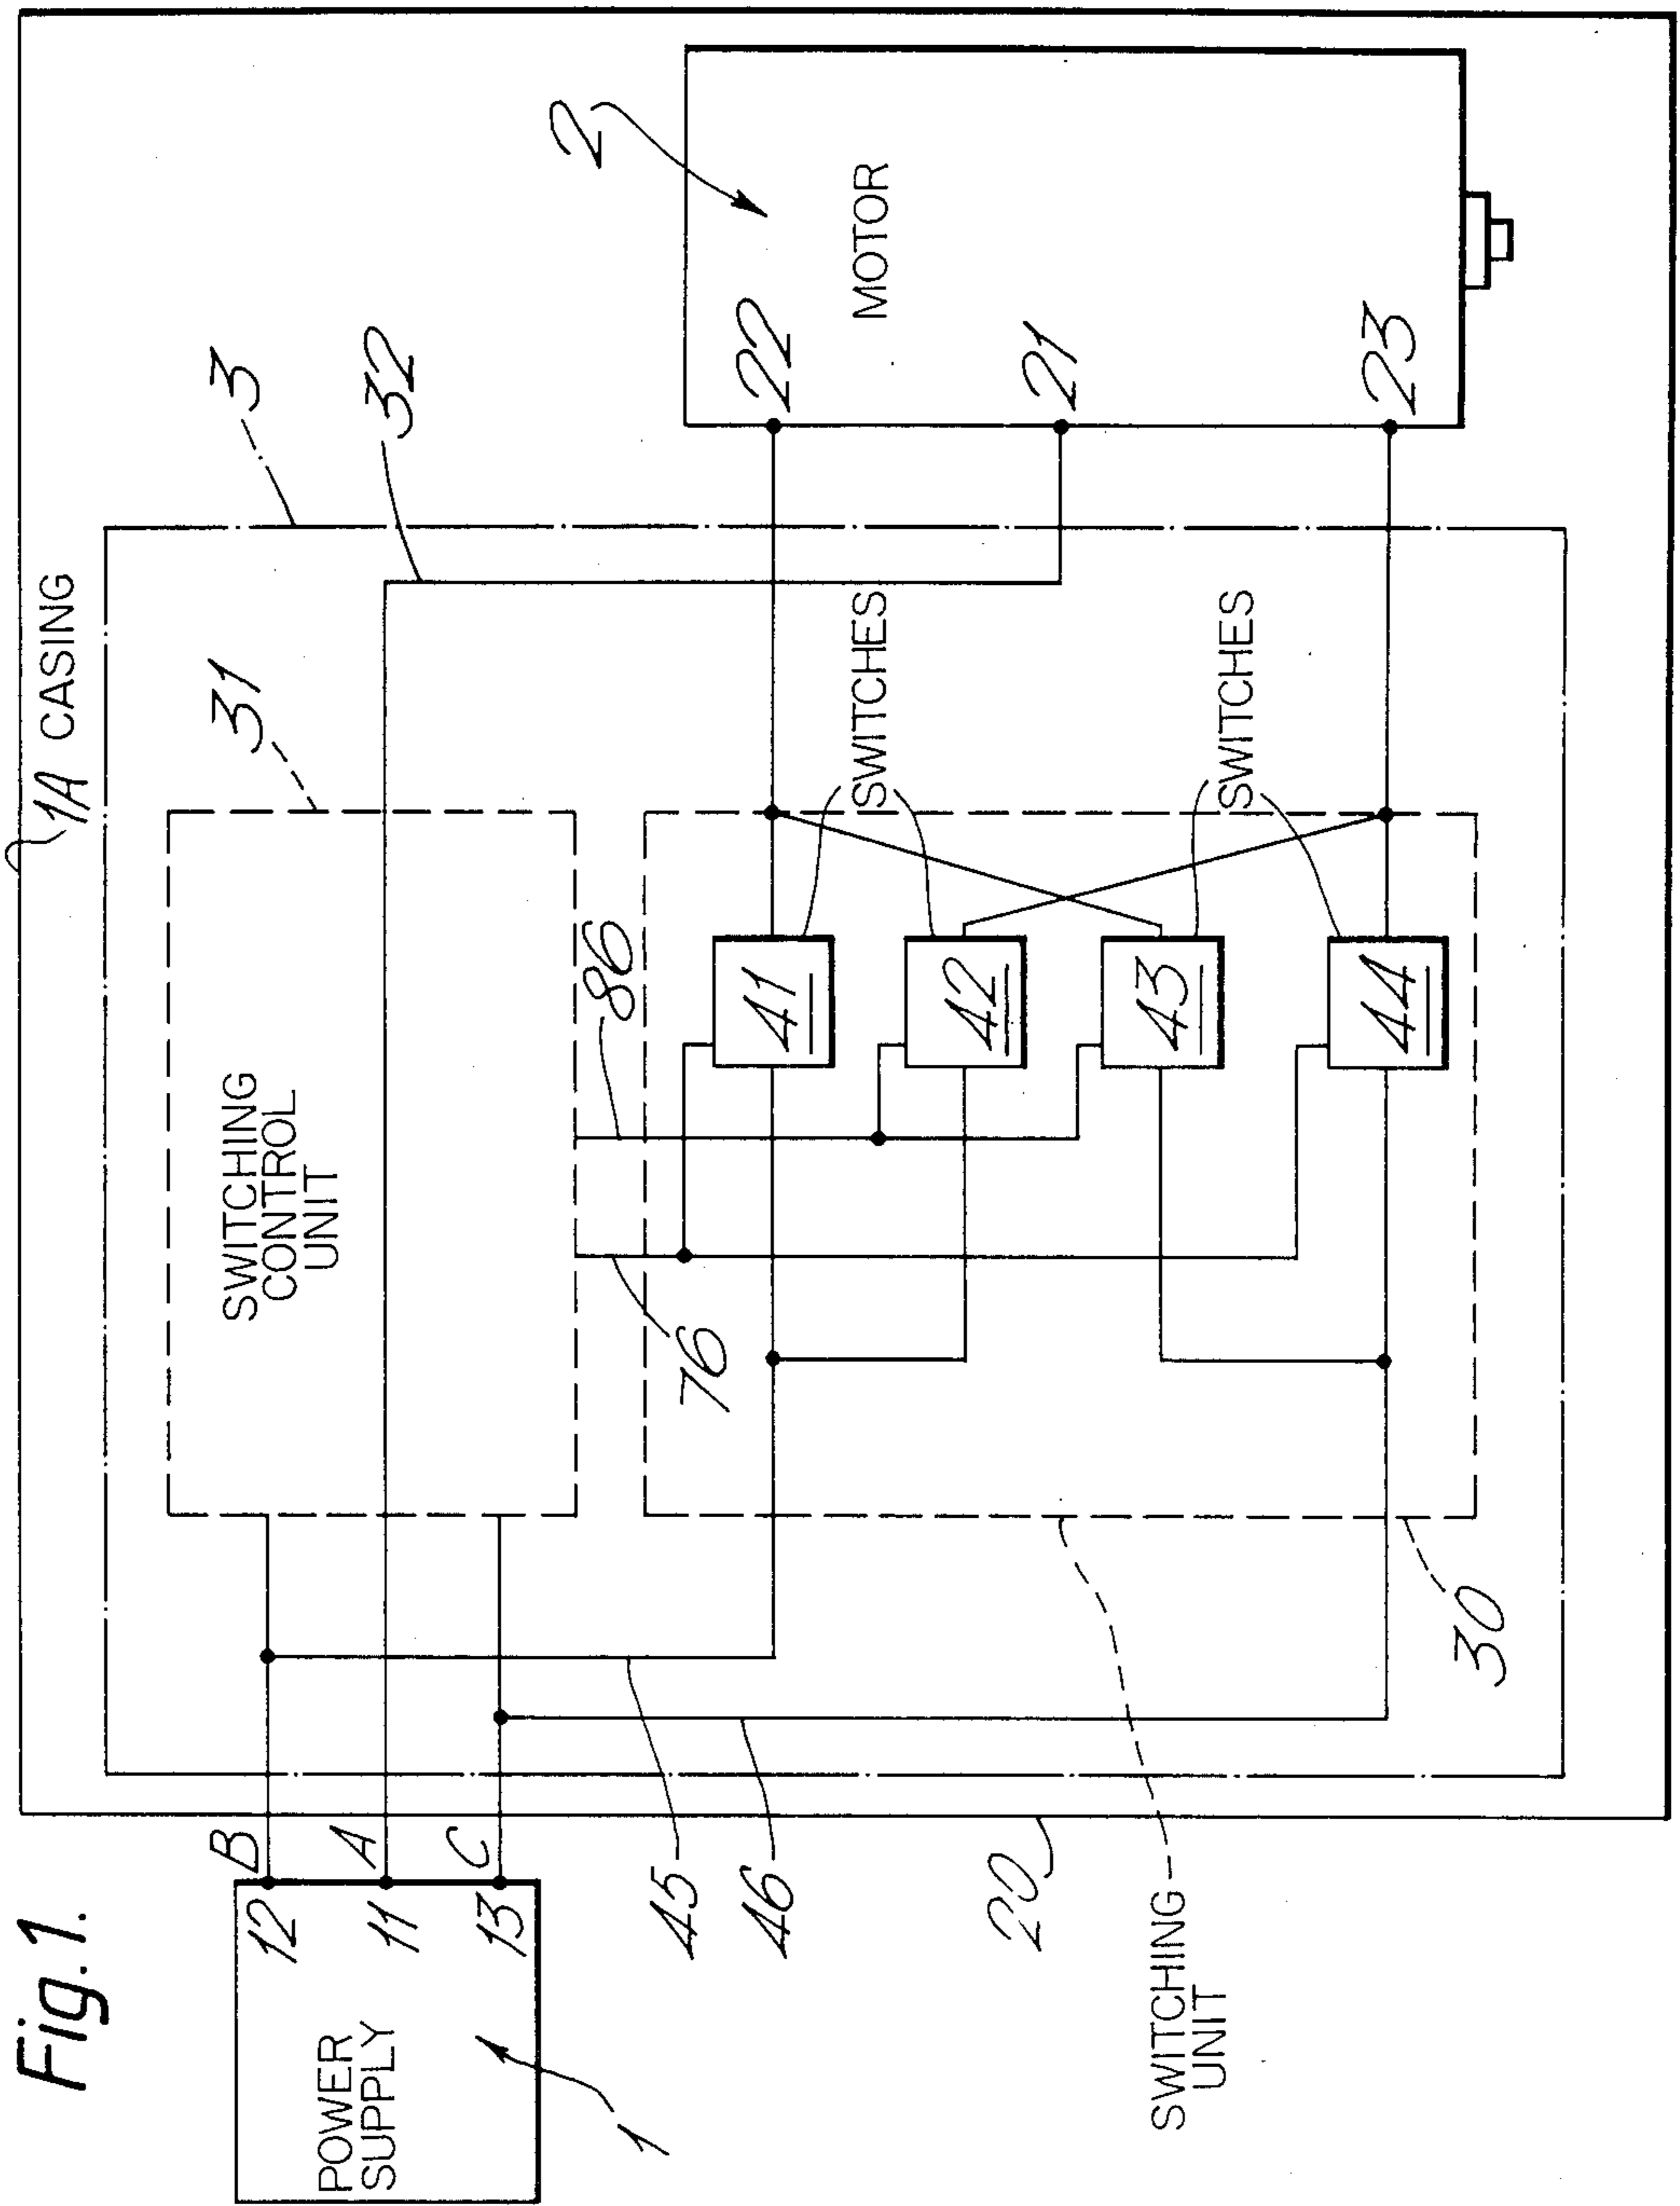 Fig.1.
1A CASING
3
32
31
2
SWITCHING
CONTROL
UNIT
B
12
A
11
C
13
POWER
SUPPLY
1
86
76
22
MOTOR
21
23
SWITCHES
SWITCHES
41
42
43
44
45
46
20
SWITCHING
UNIT
30